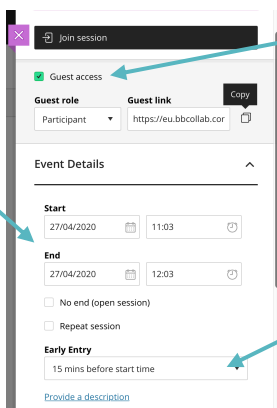 Join session
Guest access
Copy
Guest role Guest link
Participant https://eu.bbcollab.cor
Event Details
Start
27/04/2020 11:03
End
27/04/2020 12:03
No end (open session)
Repeat session
Early Entry
15 mins before start time
Provide a description